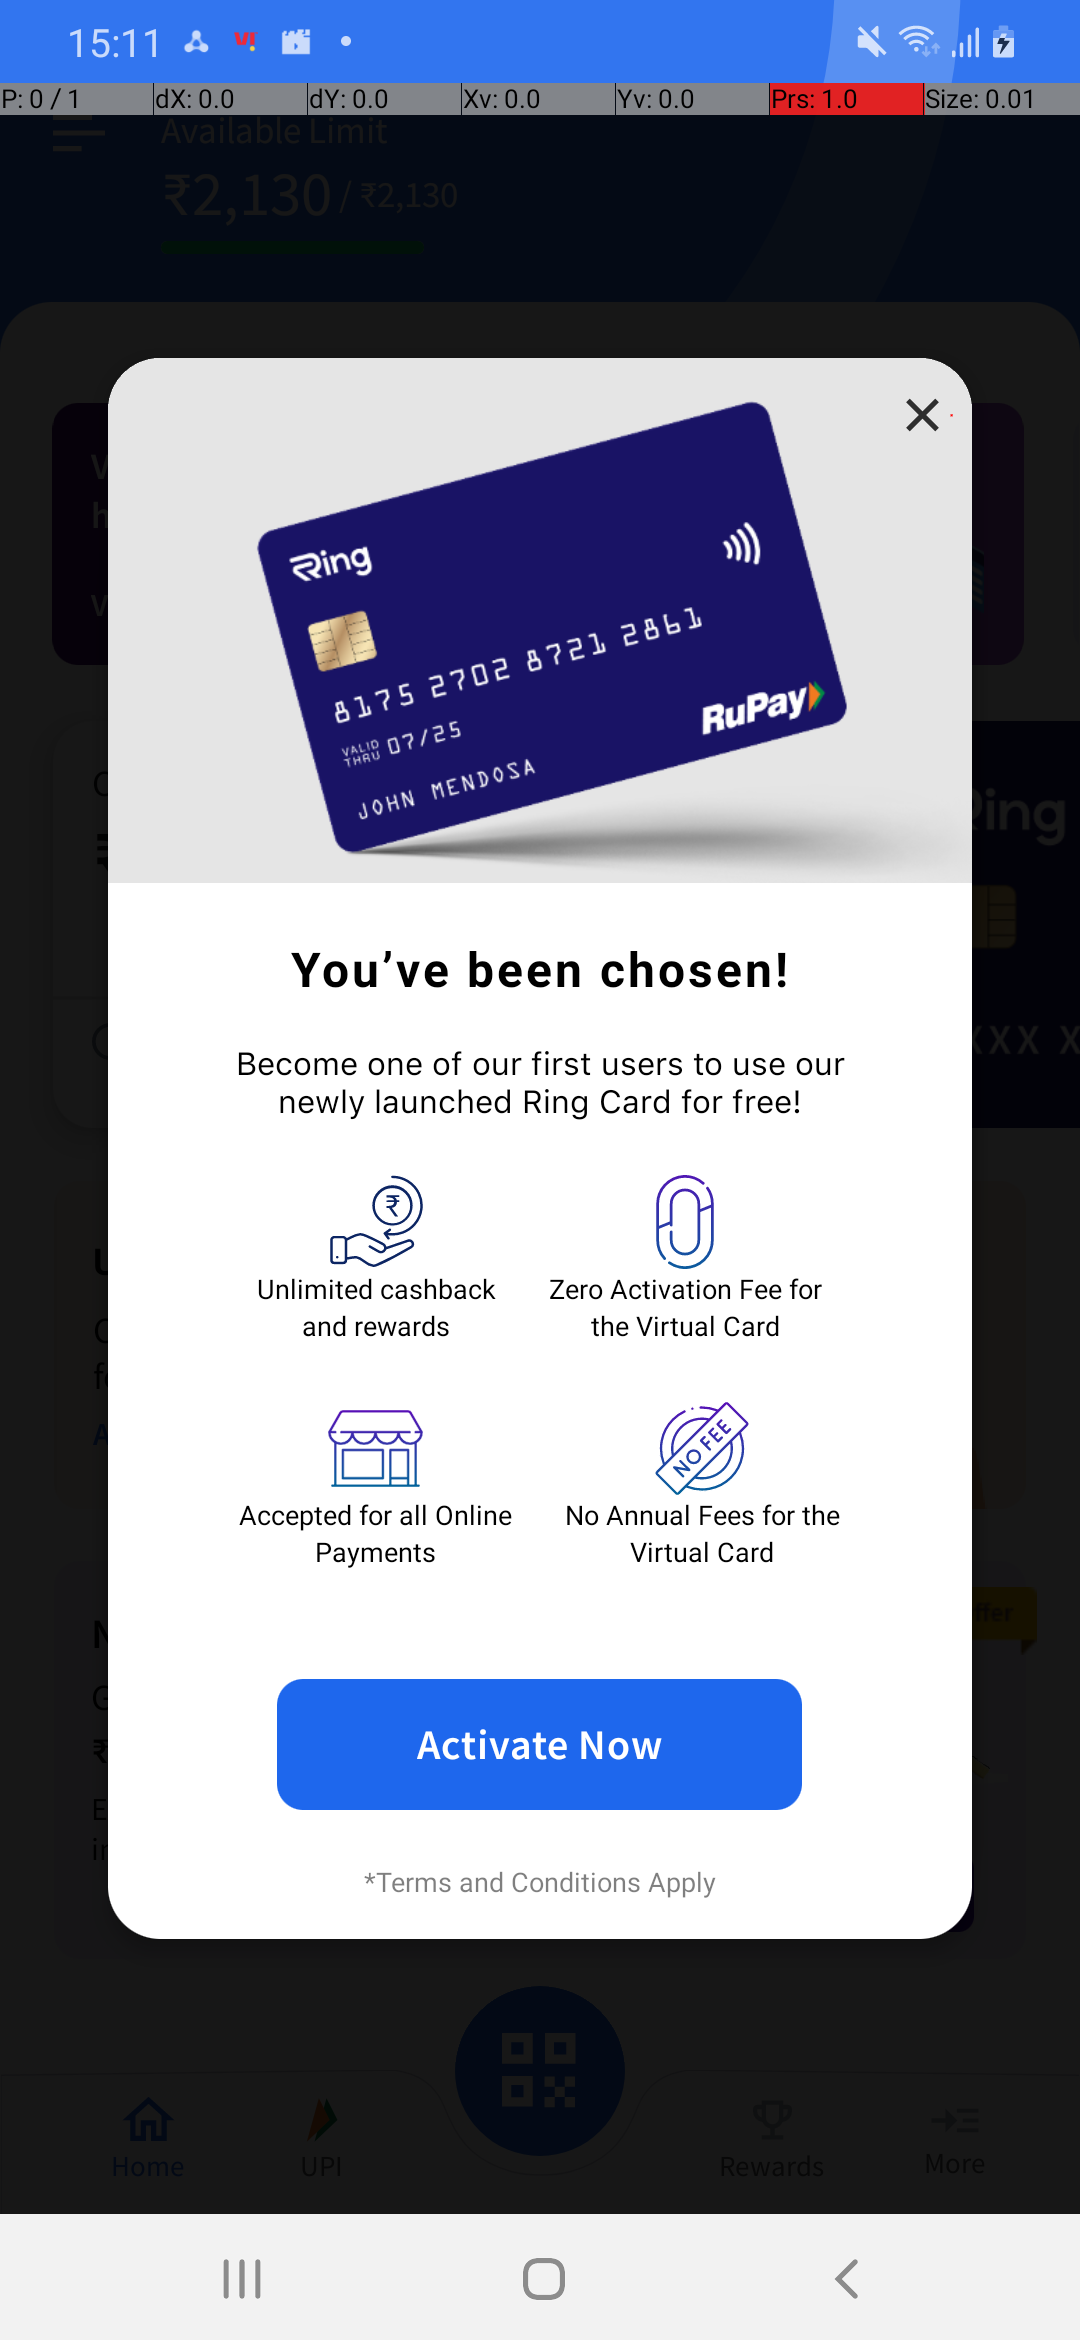 15:11
P: 0 / 1
dX: 0.0
dY: 0.0
Xv: 0.0
Yv: 0.0
Prs: 1.0
Size: 0.01
Available Limit
₹2,130 / ₹2,130
Ring
8175 2702 8721 2861
VALID THRU 07/25
JOHN MENDOSA
RuPay
You've been chosen!
Become one of our first users to use our
newly launched Ring Card for free!
Unlimited cashback
and rewards
Zero Activation Fee for
the Virtual Card
NO FEE
Accepted for all Online
Payments
No Annual Fees for the
Virtual Card
Activate Now
*Terms and Conditions Apply
Home
UPI
Rewards
More